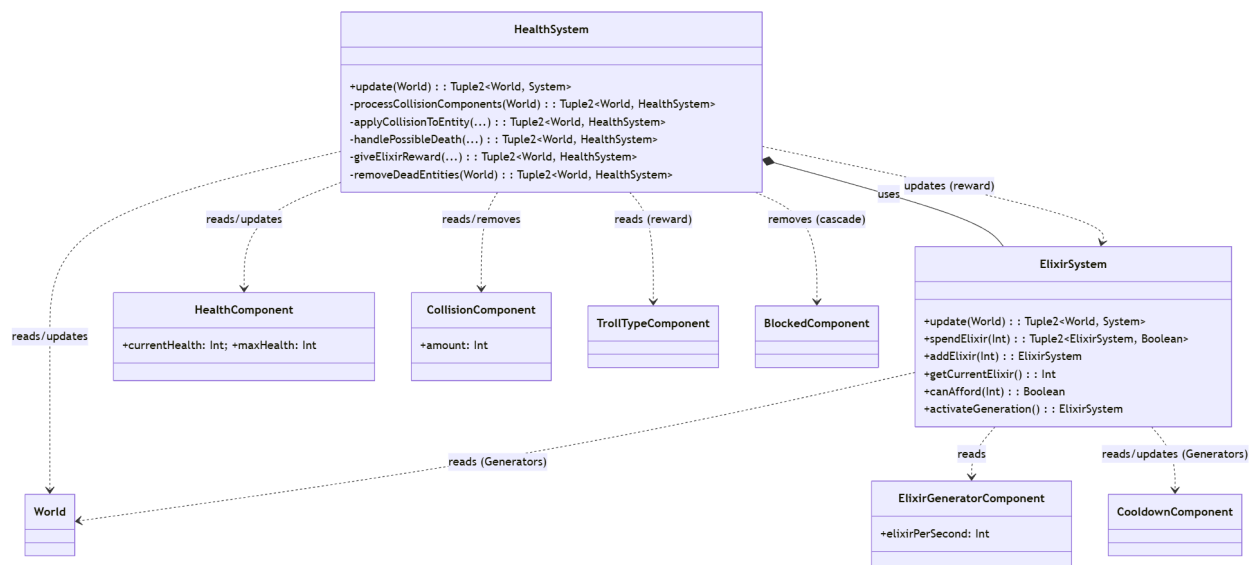 HealthSystem
+update(World) : : Tuple2<World, System>
-processCollisionComponents(World) : : Tuple2<World, HealthSystem>
-applyCollisionToEntity(...) : : Tuple2<World, HealthSystem>
-handlePossibleDeath(...) : : Tuple2<World, HealthSystem>
-giveElixirReward(...) : : Tuple2<World, HealthSystem>
-removeDeadEntities(World) : : Tuple2<World, HealthSystem>
reads/updates
reads/updates
reads/removes
reads (reward)
removes (cascade)
uses
updates (reward)
HealthComponent
+currentHealth: Int; +maxHealth: Int
CollisionComponent
+amount: Int
TrollTypeComponent
BlockedComponent
ElixirSystem
+update(World) : : Tuple2<World, System>
+spendElixir(Int) : : Tuple2<ElixirSystem, Boolean>
+addElixir(Int) : : ElixirSystem
+getCurrentElixir() : : Int
+canAfford(Int) : : Boolean
+activateGeneration() : : ElixirSystem
reads (Generators)
reads
reads/updates (Generators)
World
ElixirGeneratorComponent
+elixirPerSecond: Int
CooldownComponent